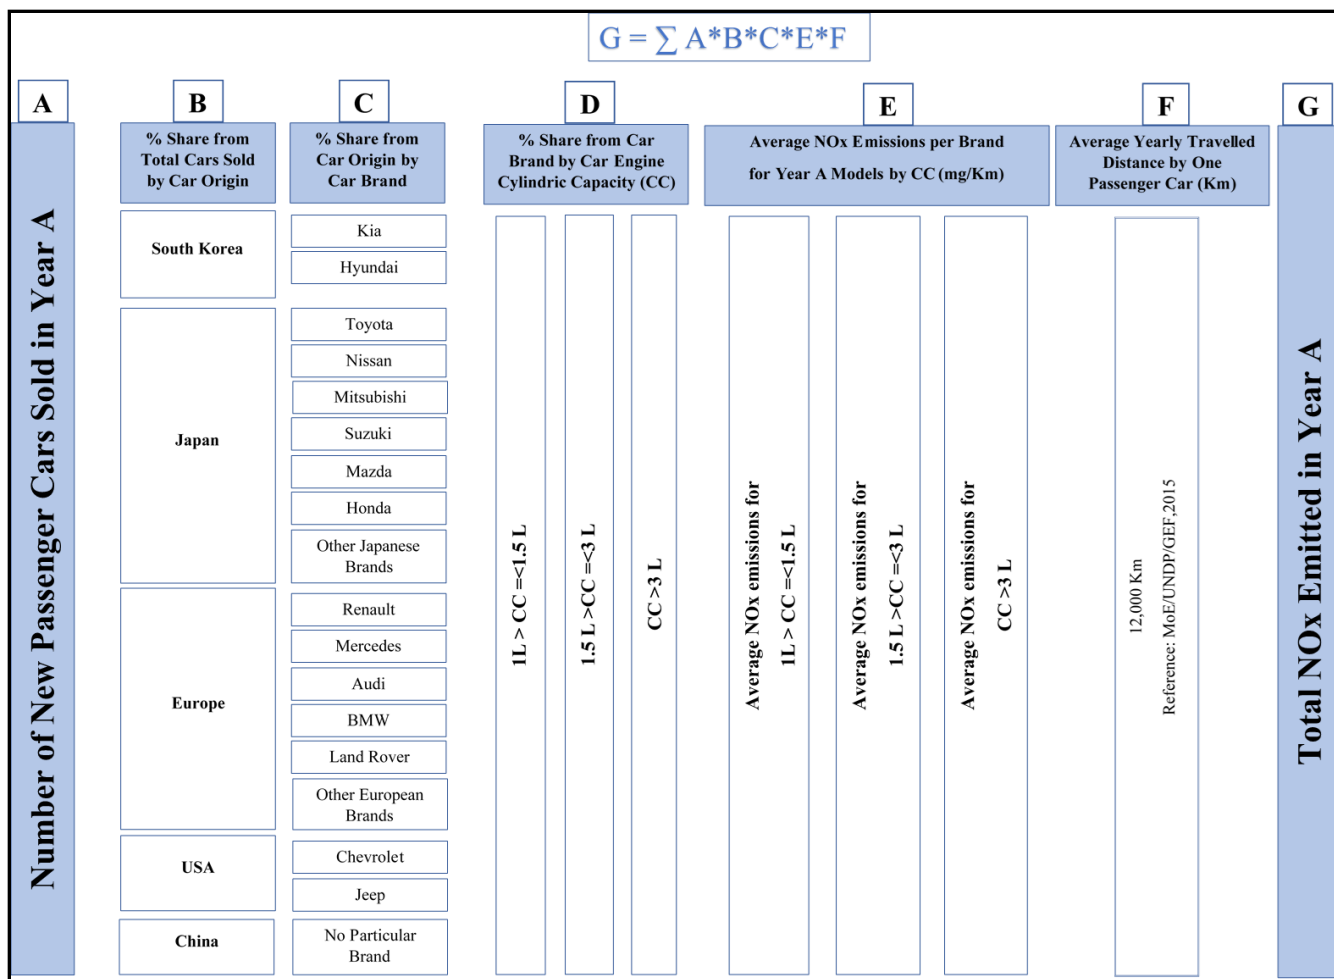 G = ∑ A*B*C*E*F
A
B
C
D
E
F
G
Number of New Passenger Cars Sold in Year A
% Share from
Total Cars Sold
by Car Origin
South Korea
Japan
Europe
USA
China
% Share from
Car Origin by
Car Brand
Kia
Hyundai
Toyota
Nissan
Mitsubishi
Suzuki
Mazda
Honda
Other Japanese
Brands
Renault
Mercedes
Audi
BMW
Land Rover
Other European
Brands
Chevrolet
Jeep
No Particular
Brand
% Share from Car
Brand by Car Engine
Cylindric Capacity (CC)
1L > CC =<1.5 L
1.5 L >CC =<3 L
CC >3 L
Average NOx Emissions per Brand
for Year A Models by CC (mg/Km)
Average NOx emissions for
1L > CC =<1.5 L
Average NOx emissions for
1.5 L >CC =<3 L
Average NOx emissions for
CC >3 L
Average Yearly Travelled
Distance by One
Passenger Car (Km)
12,000 Km
Reference: MoE/UNDP/GEF,2015
Total NOx Emitted in Year A